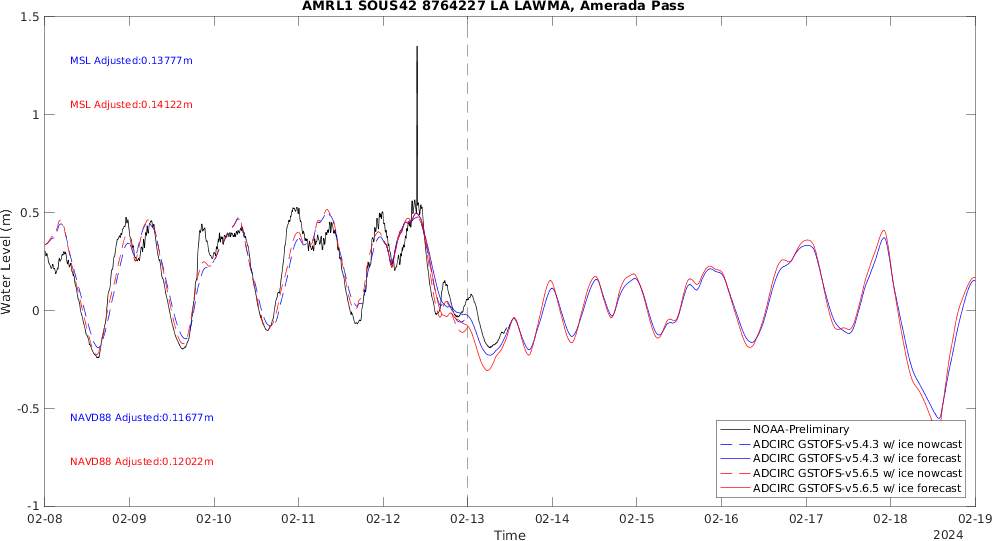 AMRL1 SOUS42 8764227 LA LAWMA, Amerada Pass
1.5
1
0.5
0
-0.5
-1
Water Level (m)
MSL Adjusted:0.13777m
MSL Adjusted:0.14122m
NAVD88 Adjusted:0.11677m
NAVD88 Adjusted:0.12022m
NOAA-Preliminary
ADCIRC GSTOFS-v5.4.3 w/ ice nowcast
ADCIRC GSTOFS-v5.4.3 w/ ice forecast
ADCIRC GSTOFS-v5.6.5 w/ ice nowcast
ADCIRC GSTOFS-v5.6.5 w/ ice forecast
02-08 02-09 02-10 02-11 02-12 02-13 02-14 02-15 02-16 02-17 02-18 02-19
Time
2024